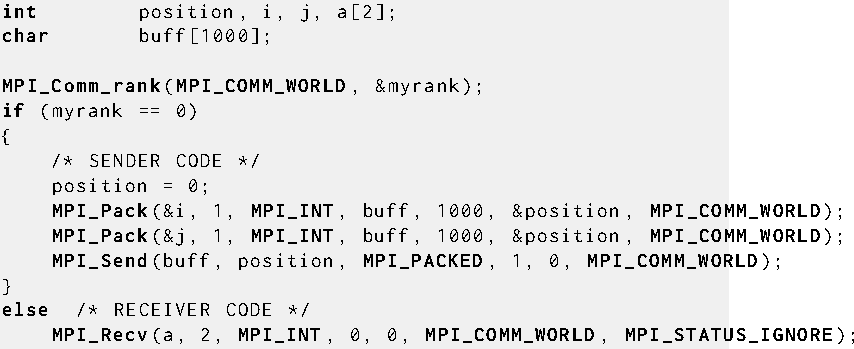 int position, i, j, a[2];
char buff[1000];
MPI_Comm_rank(MPI_COMM_WORLD, &myrank);
if (myrank == 0)
{
/* SENDER CODE */
position = 0;
MPI_Pack(&i, 1, MPI_INT, buff, 1000, &position, MPI_COMM_WORLD);
MPI_Pack(&j, 1, MPI_INT, buff, 1000, &position, MPI_COMM_WORLD);
MPI_Send(buff, position, MPI_PACKED, 1, 0, MPI_COMM_WORLD);
}
else /* RECEIVER CODE */
MPI_Recv(a, 2, MPI_INT, 0, 0, MPI_COMM_WORLD, MPI_STATUS_IGNORE);